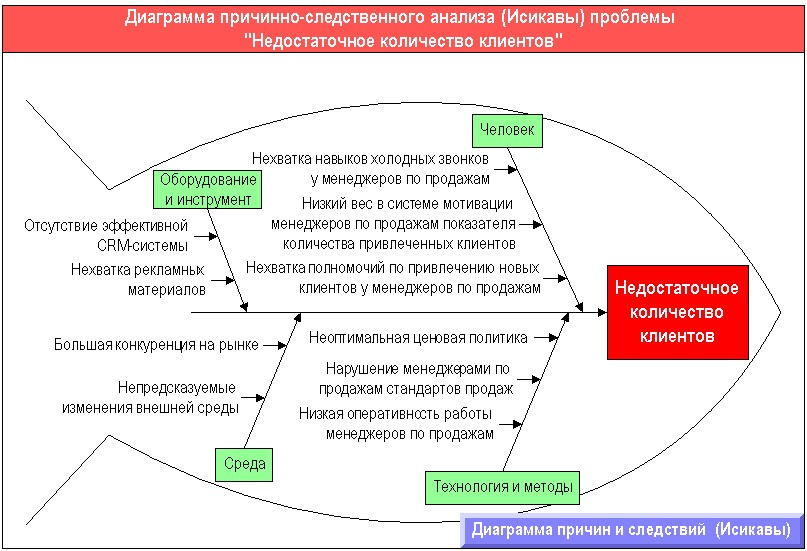 Диаграмма причинно-следственного анализа (Исикавы) проблемы
"Недостаточное количество клиентов"
Человек
Нехватка навыков холодных звонков
у менеджеров по продажам
Низкий вес в системе мотивации
менеджеров по продажам показателя
количества привлеченных клиентов
Нехватка полномочий по привлечению новых
клиентов у менеджеров по продажам
Оборудование
и инструмент
Отсутствие эффективной
CRM-системы
Нехватка рекламных
материалов
Недостаточное
количество
клиентов
Большая конкуренция на рынке
Непредсказуемые
изменения внешней среды
Среда
Неоптимальная ценовая политика
Нарушение менеджерами по
продажам стандартов продаж
Низкая оперативность работы
менеджеров по продажам
Технология и методы
Диаграмма причин и следствий (Исикавы)